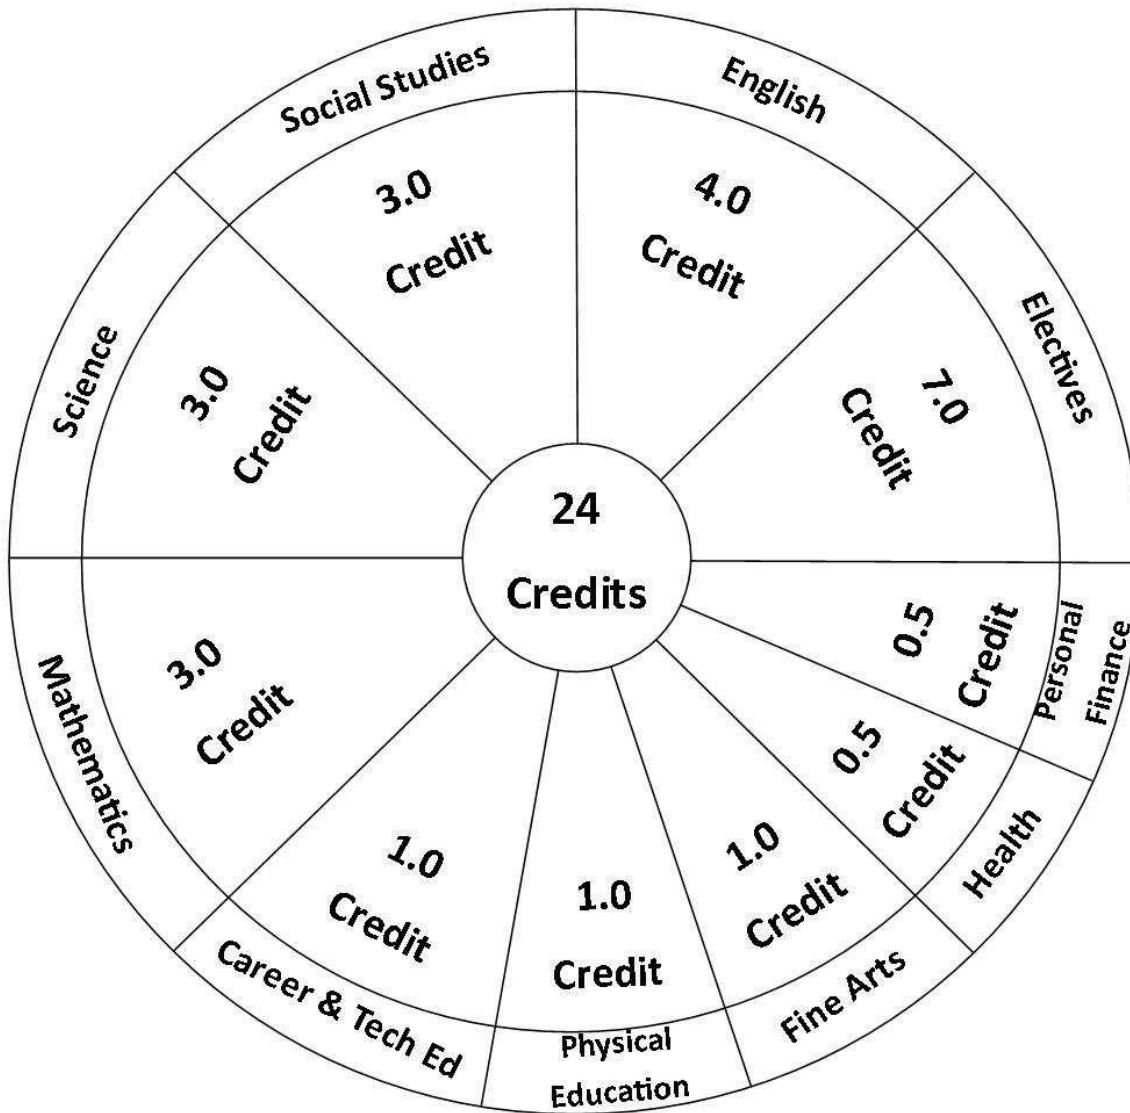 24
Credits
English
4.0
Credit
Electives
7.0
Credit
Personal
Finance
0.5
Credit
Health
0.5
Credit
Fine Arts
1.0
Credit
Physical
Education
1.0
Credit
Career & Tech Ed
1.0
Credit
Mathematics
3.0
Credit
Science
3.0
Credit
Social Studies
3.0
Credit